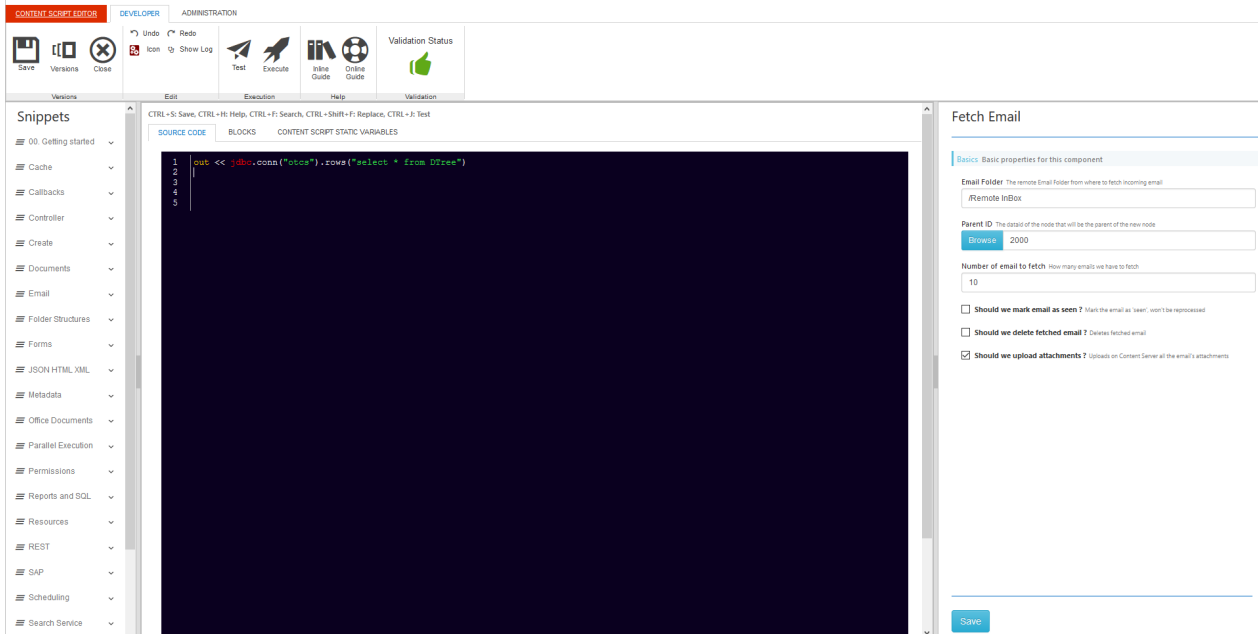 CONTENT SCRIPT EDITOR DEVELOPER ADMINISTRATION
Undo Redo
Icon Show Log
Save Versions Close
Test Execute
Inline Guide Online Guide
Validation Status
Versions Edit Execution Help Validation
Snippets
00. Getting started
Cache
Callbacks
Controller
Create
Documents
Email
Folder Structures
Forms
JSON HTML XML
Metadata
Office Documents
Parallel Execution
Permissions
Reports and SQL
Resources
REST
SAP
Scheduling
Search Service
CTRL+S: Save, CTRL+H: Help, CTRL+F: Search, CTRL+Shift+F: Replace, CTRL+J: Test
SOURCE CODE BLOCKS CONTENT SCRIPT STATIC VARIABLES
1 out << jdbc.conn("otcs").rows("select * from DTree")
2
3
4
5
Fetch Email
Basics Basic properties for this component
Email Folder The remote Email Folder from where to fetch incoming email
/Remote InBox
Parent ID The dataid of the node that will be the parent of the new node
Browse 2000
Number of email to fetch How many emails we have to fetch
10
Should we mark email as seen ? Mark the email as 'seen', won't be reprocessed
Should we delete fetched email ? Deletes fetched email
Should we upload attachments ? Uploads on Content Server all the email's attachments
Save